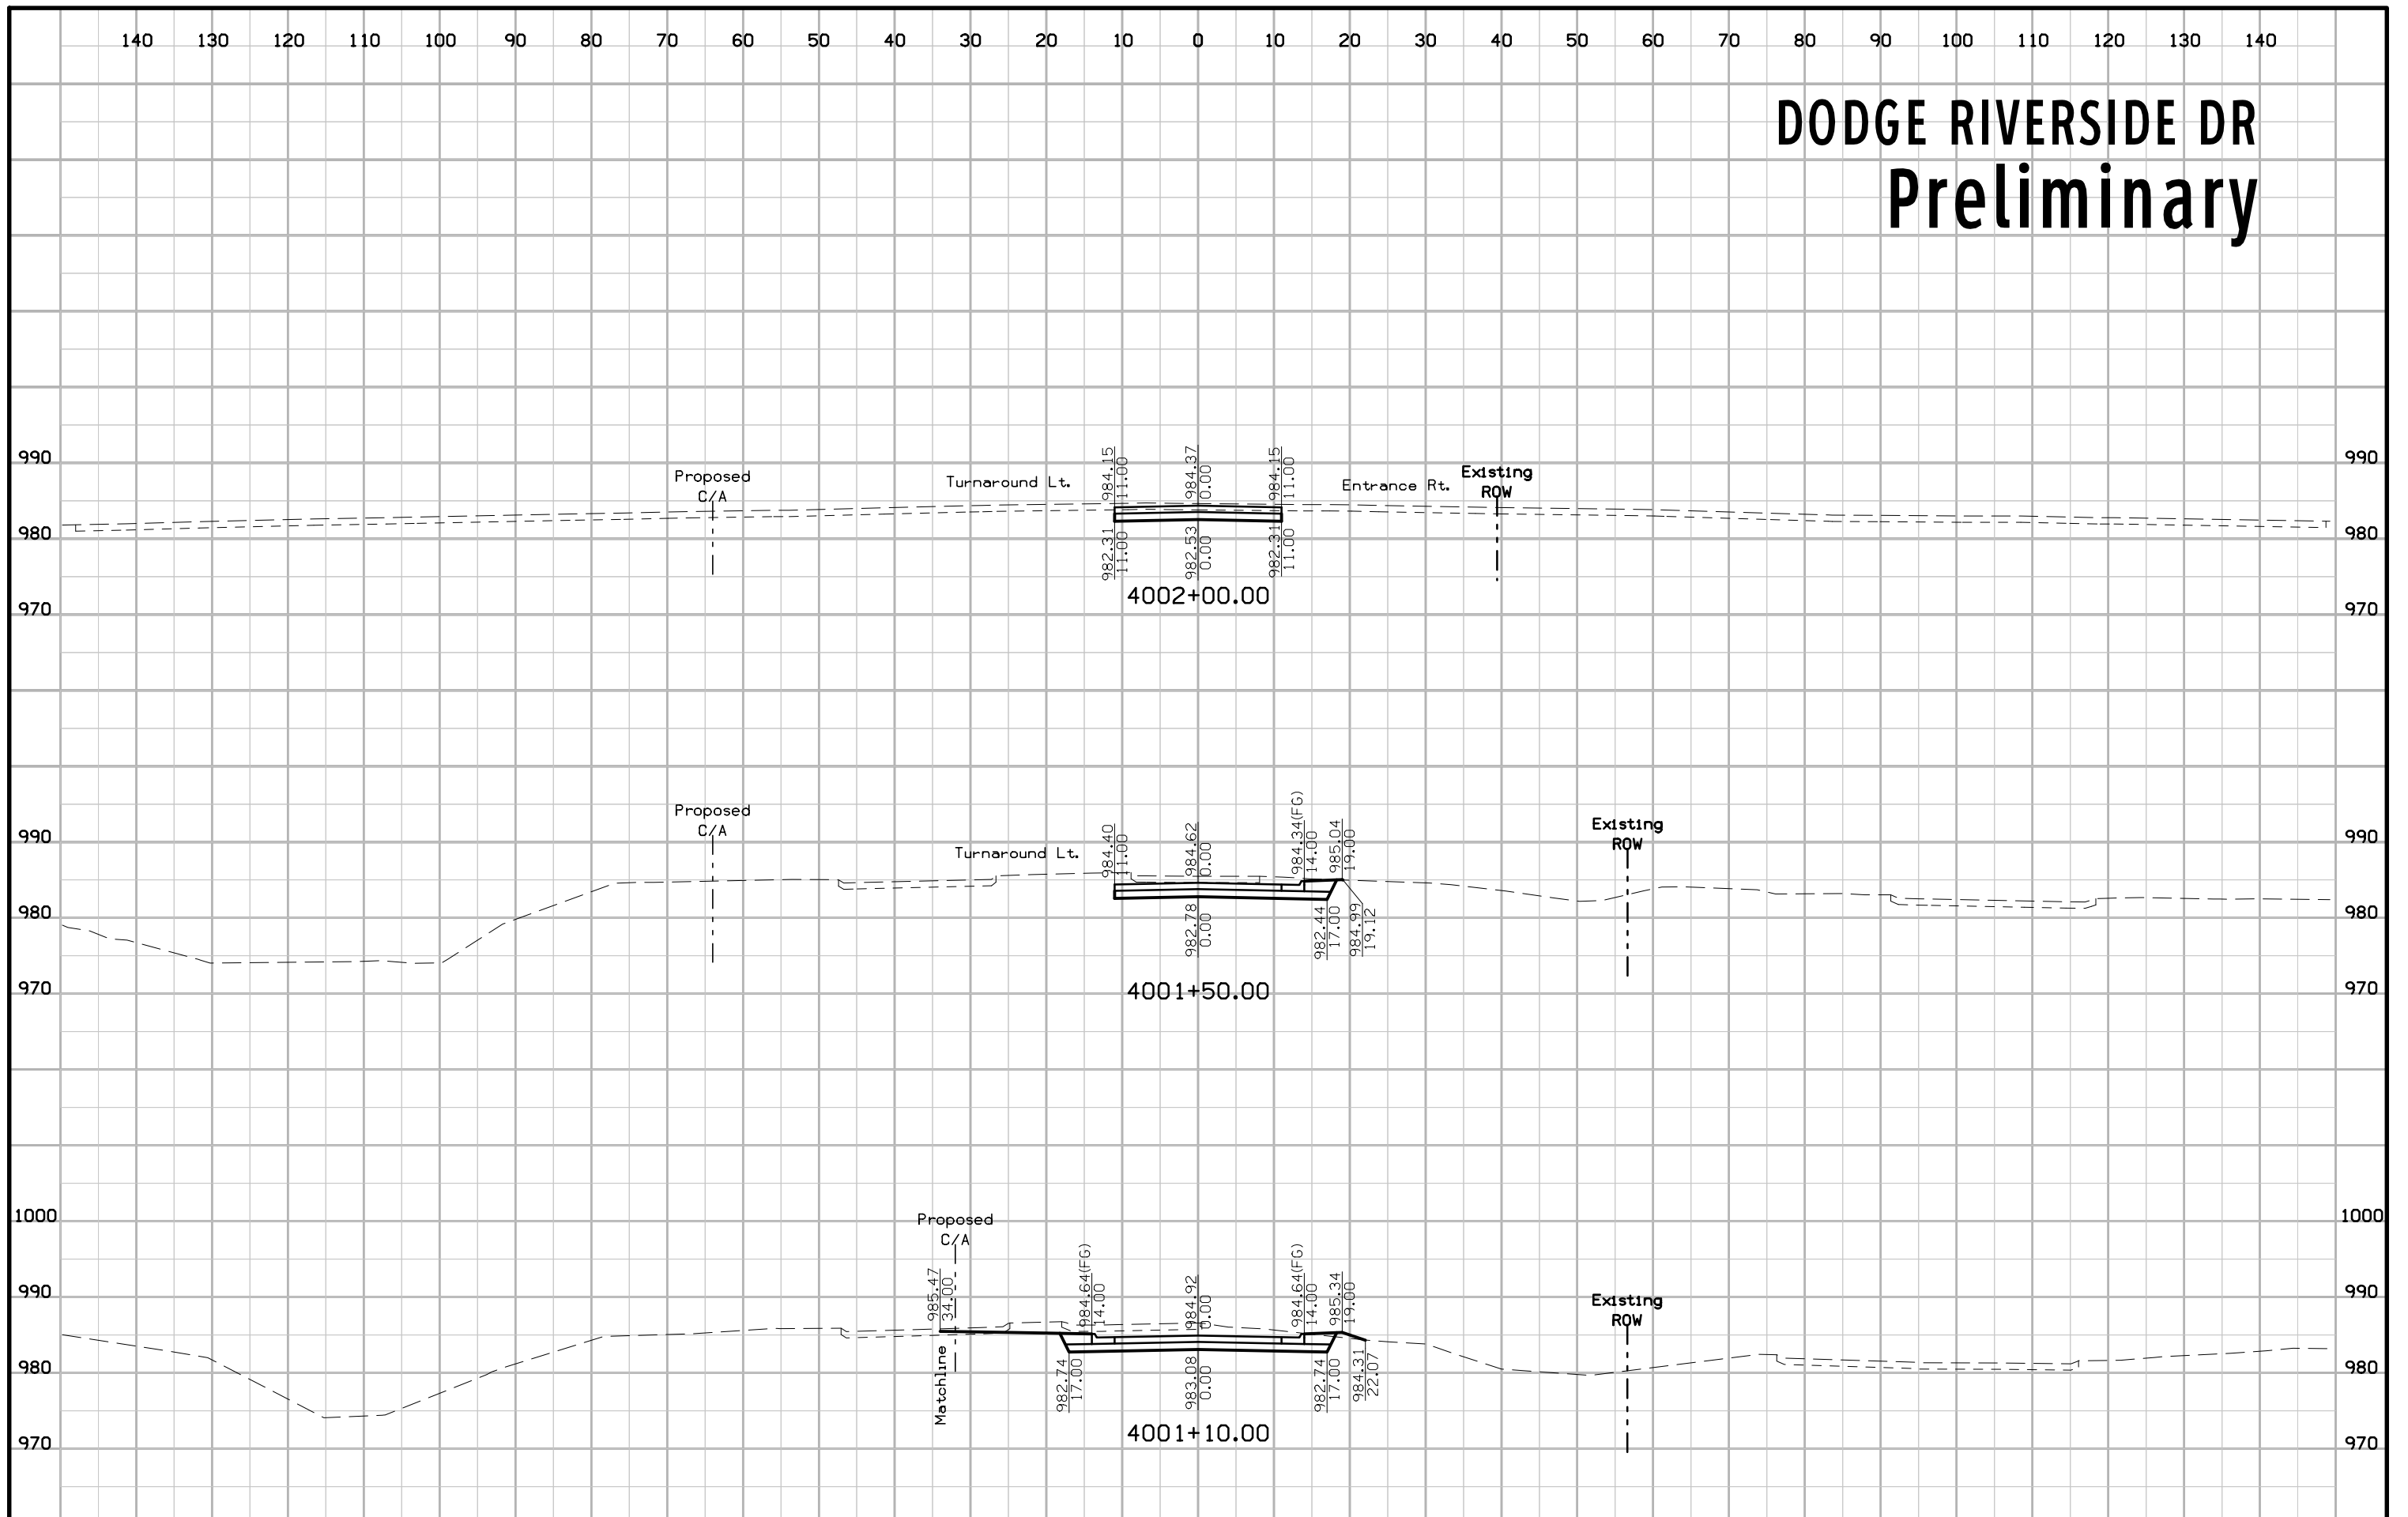 140 130 120 110 100 90 80 70 60 50 40 30 20 10 0 10 20 30 40 50 60 70 80 90 100 110 120 130 140
DODGE RIVERSIDE DR
Preliminary
990 990
980 980
970 970
Proposed
C/A
Turnaround Lt.
984.15
11.00
984.37
0.00
984.15
11.00
Entrance Rt.
Existing
ROW
982.31
11.00
982.53
0.00
982.31
11.00
4002+00.00
990 990
980 980
970 970
Proposed
C/A
Turnaround Lt.
984.40
11.00
984.62
0.00
984.34(FG)
14.00
985.04
19.00
Existing
ROW
982.78
0.00
982.44
17.00
984.99
19.12
4001+50.00
1000 1000
990 990
980 980
970 970
Proposed
C/A
985.47
34.00
984.64(FG)
14.00
984.92
0.00
984.64(FG)
14.00
985.34
19.00
Existing
ROW
Matchline
982.74
17.00
983.08
0.00
982.74
17.00
984.31
22.07
4001+10.00